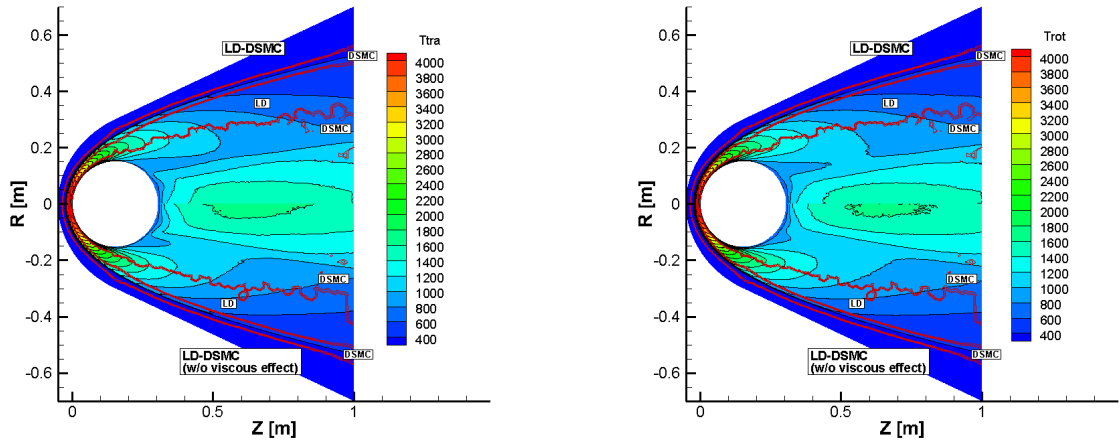 0.6
0.4
0.2
0
-0.2
-0.4
-0.6
R [m]
0
0.5
1
Z [m]
LD-DSMC
DSMC
LD
DSMC
DSMC
LD
DSMC
LD-DSMC
(w/o viscous effect)
Ttra
4000
3800
3600
3400
3200
3000
2800
2600
2400
2200
2000
1800
1600
1400
1200
1000
800
600
400
0.6
0.4
0.2
0
-0.2
-0.4
-0.6
R [m]
0
0.5
1
Z [m]
LD-DSMC
DSMC
LD
DSMC
DSMC
LD
DSMC
LD-DSMC
(w/o viscous effect)
Trot
4000
3800
3600
3400
3200
3000
2800
2600
2400
2200
2000
1800
1600
1400
1200
1000
800
600
400